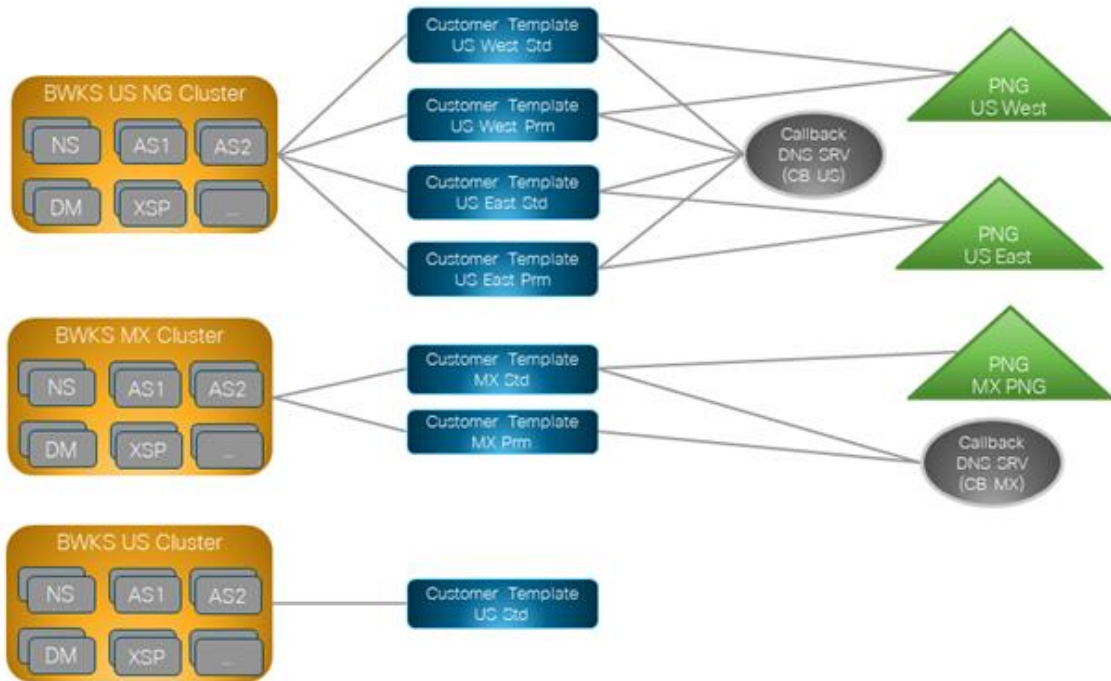 BWKS US NG Cluster
NS
AS1
AS2
DM
XSP
...
Customer Template
US West Std
Customer Template
US West Prm
Customer Template
US East Std
Customer Template
US East Prm
Callback
DNS SRV
(CB US)
PNG
US West
PNG
US East
BWKS MX Cluster
NS
AS1
AS2
DM
XSP
...
Customer Template
MX Std
Customer Template
MX Prm
PNG
MX PNG
Callback
DNS SRV
(CB MX)
BWKS US Cluster
NS
AS1
AS2
DM
XSP
...
Customer Template
US Std